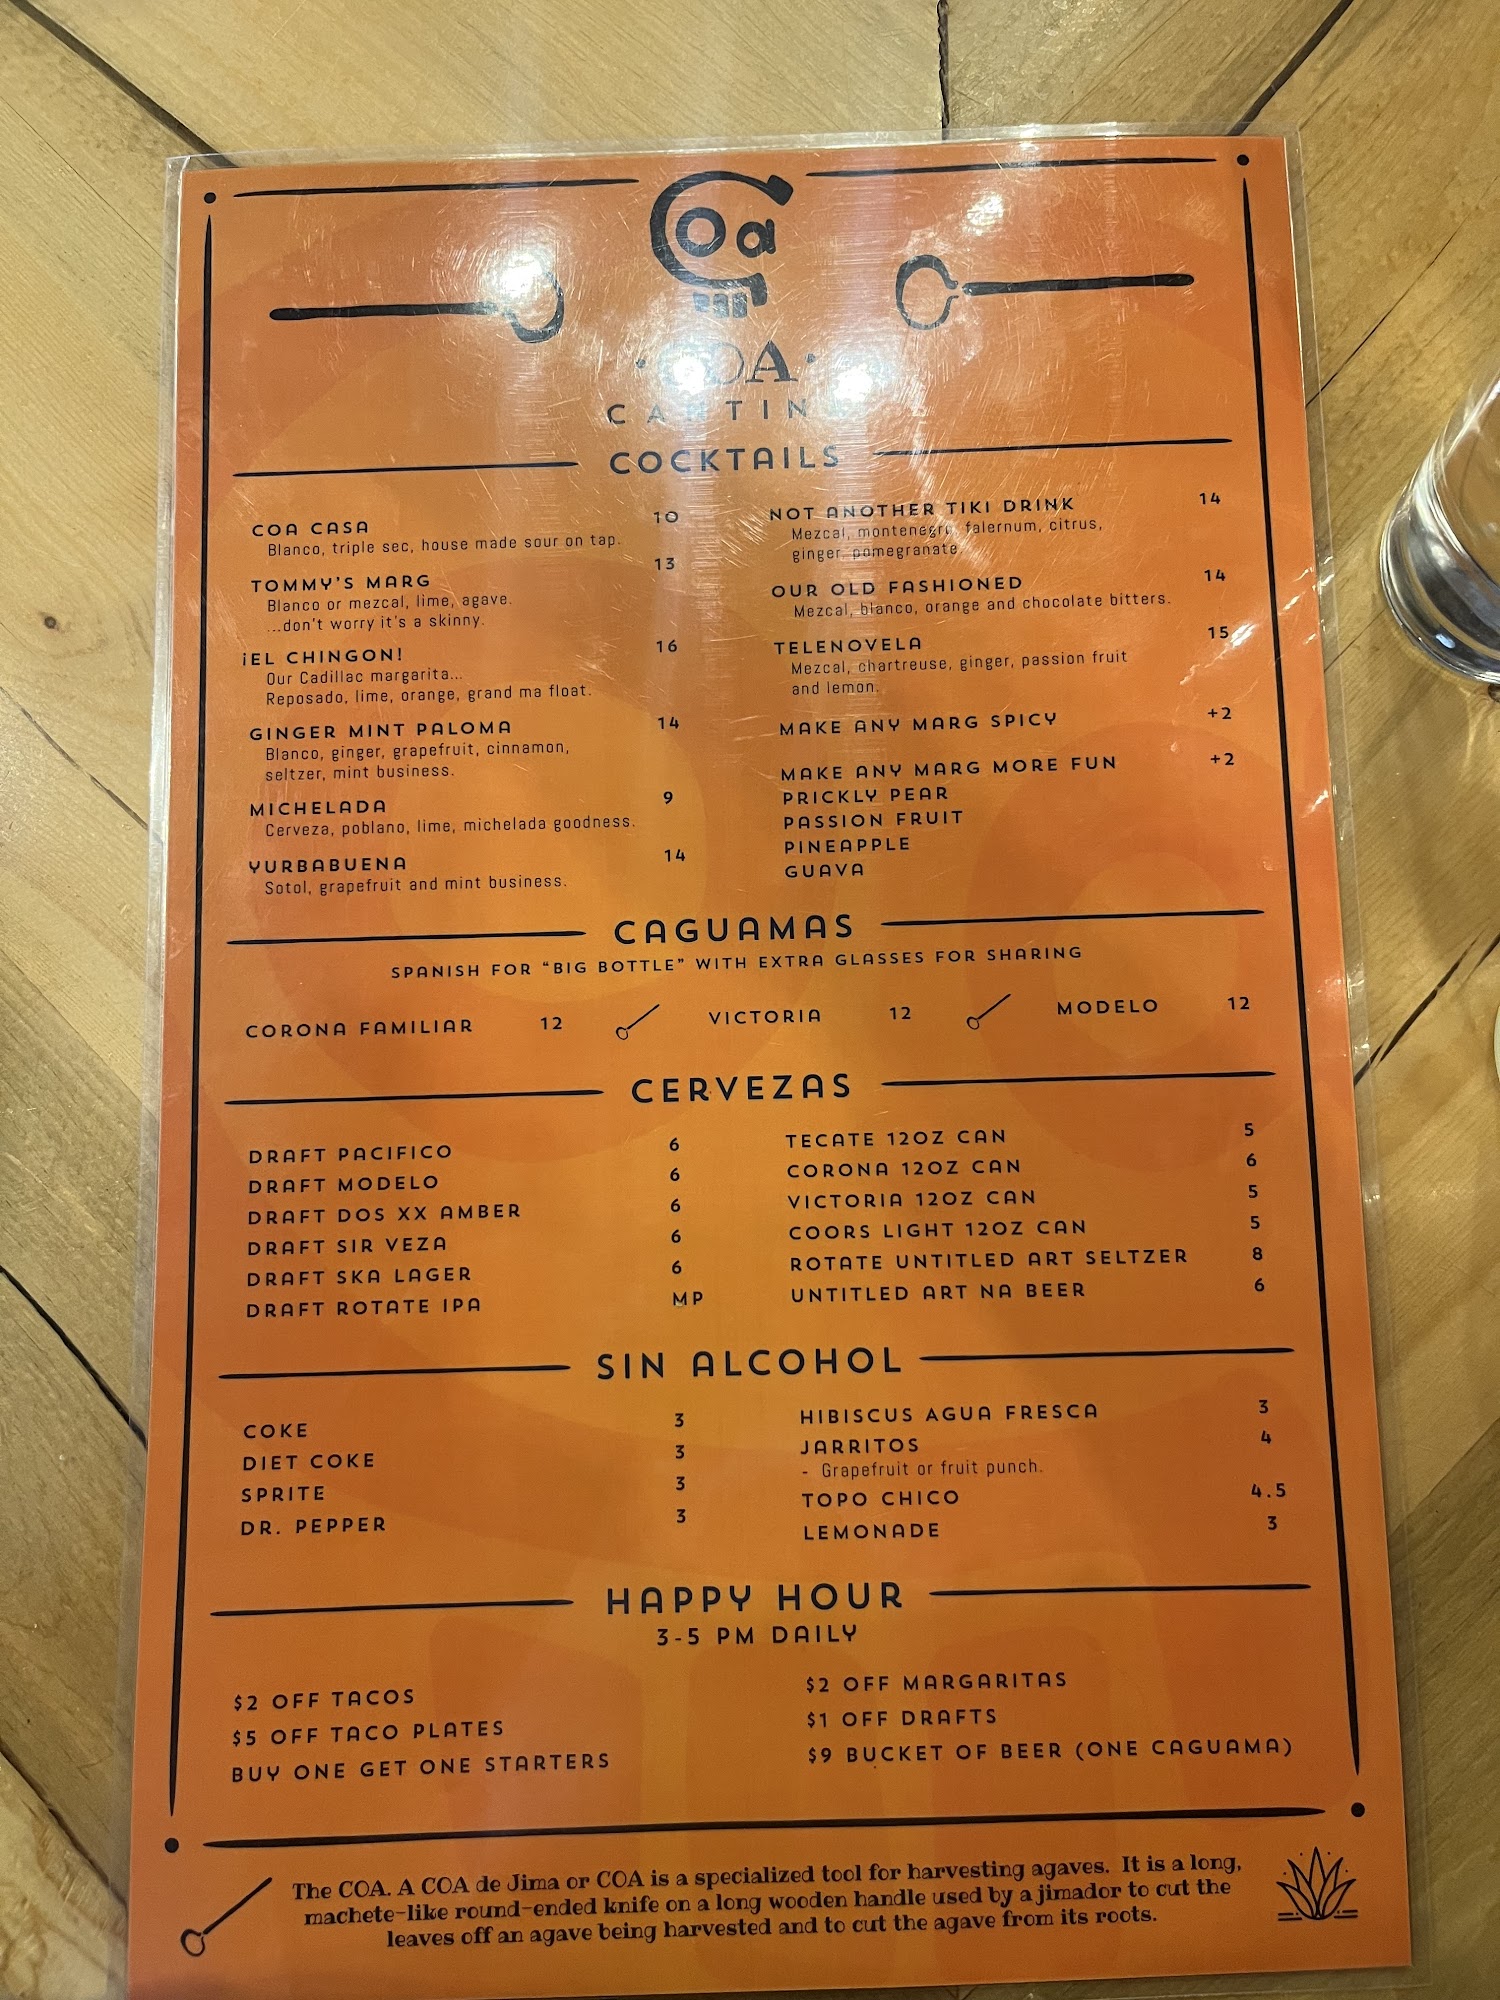 Coa
COA
CANTINA
COCKTAILS
COA CASA 10
Blanco, triple sec, house made sour on tap.
TOMMY'S MARG 13
Blanco or mezcal, lime, agave.
...don't worry it's a skinny.
¡EL CHINGON! 16
Our Cadillac margarita...
Reposado, lime, orange, grand ma float.
GINGER MINT PALOMA 14
Blanco, ginger, grapefruit, cinnamon,
seltzer, mint business.
MICHELADA 9
Cerveza, poblano, lime, michelada goodness.
YURBABUENA 14
Sotol, grapefruit and mint business.
NOT ANOTHER TIKI DRINK 14
Mezcal, montenegro, falernum, citrus,
ginger, pomegranate.
OUR OLD FASHIONED 14
Mezcal, blanco, orange and chocolate bitters.
TELENOVELA 15
Mezcal, chartreuse, ginger, passion fruit
and lemon.
MAKE ANY MARG SPICY +2
MAKE ANY MARG MORE FUN +2
PRICKLY PEAR
PASSION FRUIT
PINEAPPLE
GUAVA
CAGUAMAS
SPANISH FOR "BIG BOTTLE" WITH EXTRA GLASSES FOR SHARING
CORONA FAMILIAR 12 VICTORIA 12 MODELO 12
CERVEZAS
DRAFT PACIFICO 6
DRAFT MODELO 6
DRAFT DOS XX AMBER 6
DRAFT SIR VEZA 6
DRAFT SKA LAGER 6
DRAFT ROTATE IPA MP
TECATE 12OZ CAN 5
CORONA 12OZ CAN 6
VICTORIA 12OZ CAN 5
COORS LIGHT 12OZ CAN 5
ROTATE UNTITLED ART SELTZER 8
UNTITLED ART NA BEER 6
SIN ALCOHOL
COKE 3
DIET COKE 3
SPRITE 3
DR. PEPPER 3
HIBISCUS AGUA FRESCA 3
JARRITOS 4
- Grapefruit or fruit punch.
TOPO CHICO 4.5
LEMONADE 3
HAPPY HOUR
3-5 PM DAILY
$2 OFF TACOS
$5 OFF TACO PLATES
BUY ONE GET ONE STARTERS
$2 OFF MARGARITAS
$1 OFF DRAFTS
$9 BUCKET OF BEER (ONE CAGUAMA)
The COA. A COA de Jima or COA is a specialized tool for harvesting agaves. It is a long,
machete-like round-ended knife on a long wooden handle used by a jimador to cut the
leaves off an agave being harvested and to cut the agave from its roots.